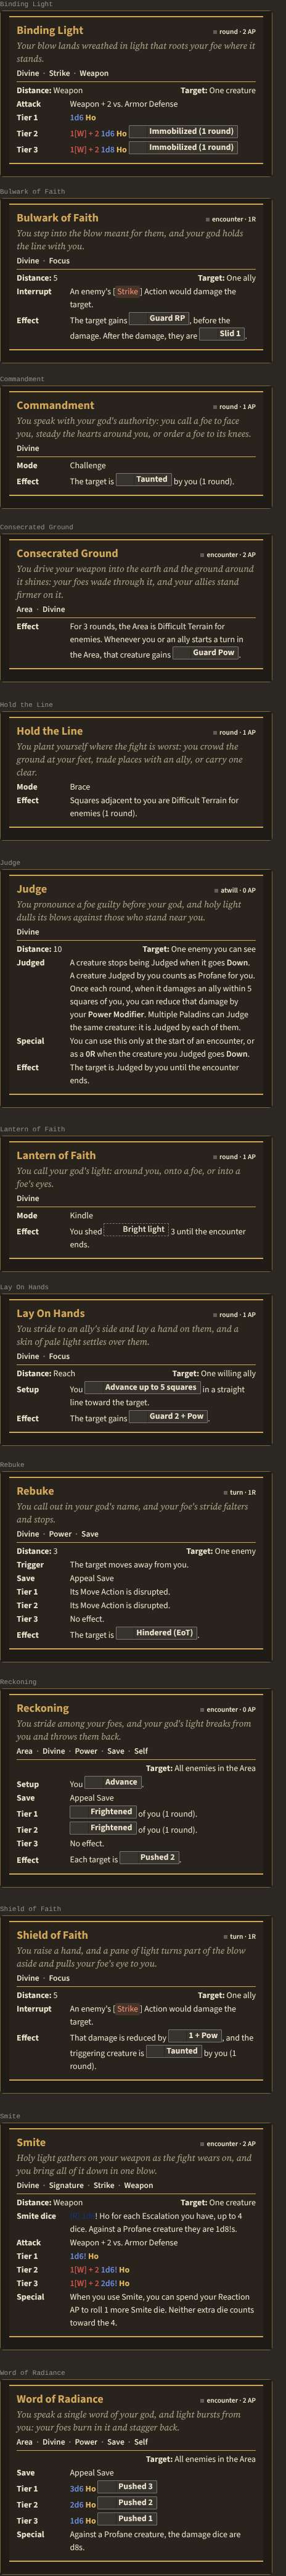 Binding Light
Binding Light
round · 2 AP
Your blow lands wreathed in light that roots your foe where it
stands.
Divine · Strike · Weapon
Distance: Weapon Target: One creature
Attack Weapon + 2 vs. Armor Defense
Tier 1 1d6 Ho
Tier 2 1[W] + 2 1d6 Ho Immobilized (1 round)
Tier 3 1[W] + 2 1d8 Ho Immobilized (1 round)
Bulwark of Faith
Bulwark of Faith
encounter · 1R
You step into the blow meant for them, and your god holds
the line with you.
Divine · Focus
Distance: 5 Target: One ally
Interrupt An enemy's [Strike] Action would damage the
target.
Effect The target gains Guard RP, before the
damage. After the damage, they are Slid 1.
Commandment
Commandment
round · 1 AP
You speak with your god's authority: you call a foe to face
you, steady the hearts around you, or order a foe to its knees.
Divine
Mode Challenge
Effect The target is Taunted by you (1 round).
Consecrated Ground
Consecrated Ground
encounter · 2 AP
You drive your weapon into the earth and the ground around
it shines; your foes wade through it, and your allies stand
firmer on it.
Area · Divine
Effect For 3 rounds, the Area is Difficult Terrain for
enemies. Whenever you or an ally starts a turn in
the Area, that creature gains Guard Pow.
Hold the Line
Hold the Line
round · 1 AP
You plant yourself where the fight is worst: you crowd the
ground at your feet, trade places with an ally, or carry one
clear.
Mode Brace
Effect Squares adjacent to you are Difficult Terrain for
enemies (1 round).
Judge
Judge
atwill · 0 AP
You pronounce a foe guilty before your god, and holy light
dulls its blows against those who stand near you.
Divine
Distance: 10 Target: One enemy you can see
Judged A creature stops being Judged when it goes Down.
A creature Judged by you counts as Profane for you.
Once each round, when it damages an ally within 5
squares of you, you can reduce that damage by
your Power Modifier. Multiple Paladins can Judge
the same creature: it is Judged by each of them.
Special You can use this only at the start of an encounter, or
as a 0R when the creature you Judged goes Down.
Effect The target is Judged by you until the encounter
ends.
Lantern of Faith
Lantern of Faith
round · 1 AP
You call your god's light: around you, onto a foe, or into a
foe's eyes.
Divine
Mode Kindle
Effect You shed Bright light 3 until the encounter
ends.
Lay On Hands
Lay On Hands
round · 1 AP
You stride to an ally's side and lay a hand on them, and a
skin of pale light settles over them.
Divine · Focus
Distance: Reach Target: One willing ally
Setup You Advance up to 5 squares in a straight
line toward the target.
Effect The target gains Guard 2 + Pow.
Rebuke
Rebuke
turn · 1R
You call out in your god's name, and your foe's stride falters
and stops.
Divine · Power · Save
Distance: 3 Target: One enemy
Trigger The target moves away from you.
Save Appeal Save
Tier 1 Its Move Action is disrupted.
Tier 2 Its Move Action is disrupted.
Tier 3 No effect.
Effect The target is Hindered (EoT).
Reckoning
Reckoning
encounter · 0 AP
You stride among your foes, and your god's light breaks from
you and throws them back.
Area · Divine · Power · Save · Self
Target: All enemies in the Area
Setup You Advance.
Save Appeal Save
Tier 1 Frightened of you (1 round).
Tier 2 Frightened of you (1 round).
Tier 3 No effect.
Effect Each target is Pushed 2.
Shield of Faith
Shield of Faith
turn · 1R
You raise a hand, and a pane of light turns part of the blow
aside and pulls your foe's eye to you.
Divine · Focus
Distance: 5 Target: One ally
Interrupt An enemy's [Strike] Action would damage the
target.
Effect That damage is reduced by 1 + Pow, and the
triggering creature is Taunted by you (1
round).
Smite
Smite
encounter · 2 AP
Holy light gathers on your weapon as the fight wears on, and
you bring all of it down in one blow.
Divine · Signature · Strike · Weapon
Distance: Weapon Target: One creature
Smite dice ! Ho for each Escalation you have, up to 4
dice. Against a Profane creature they are 1d8!s.
Attack Weapon + 2 vs. Armor Defense
Tier 1 1d6! Ho
Tier 2 1[W] + 2 1d6! Ho
Tier 3 1[W] + 2 2d6! Ho
Special When you use Smite, you can spend your Reaction
AP to roll 1 more Smite die. Neither extra die counts
toward the 4.
Word of Radiance
Word of Radiance
encounter · 2 AP
You speak a single word of your god, and light bursts from
you: your foes burn in it and stagger back.
Area · Divine · Power · Save · Self
Target: All enemies in the Area
Save Appeal Save
Tier 1 3d6 Ho Pushed 3
Tier 2 2d6 Ho Pushed 2
Tier 3 1d6 Ho Pushed 1
Special Against a Profane creature, the damage dice are
d8s.